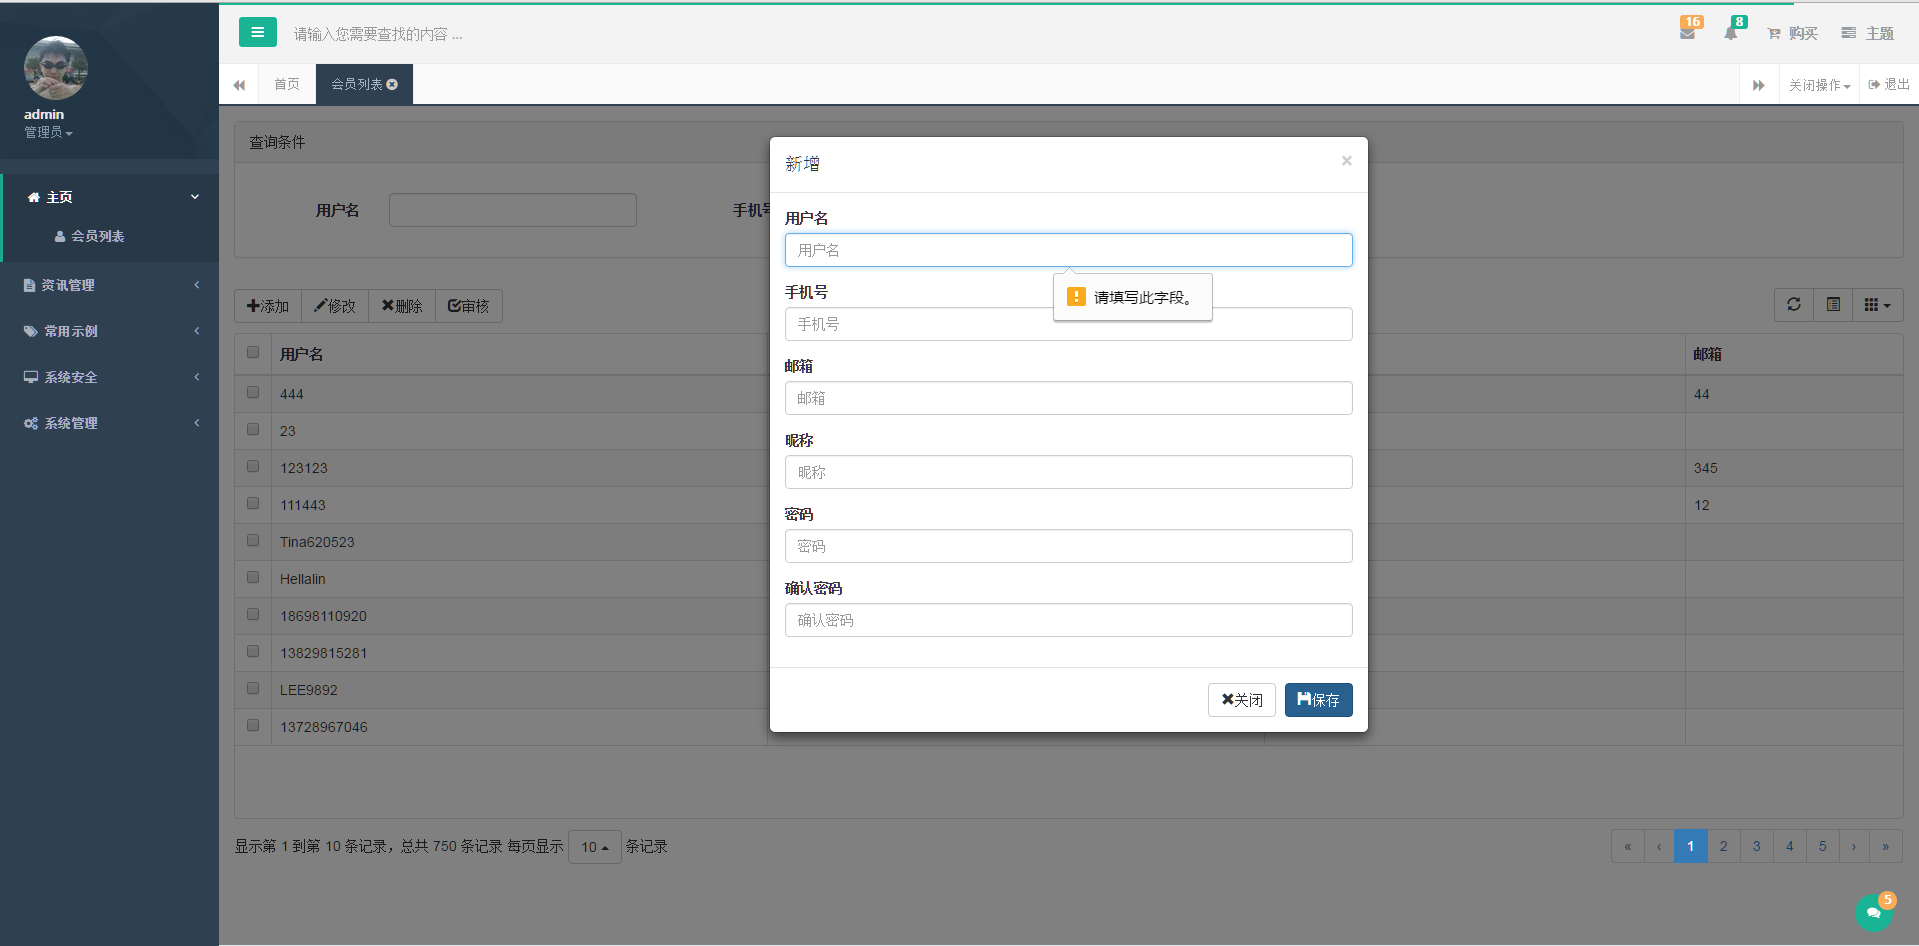 admin
管理员
主页
会员列表
资讯管理
常用示例
系统安全
系统管理
请输入您需要查找的内容 ...
16
8
购买
主题
首页
会员列表
关闭操作
退出
查询条件
用户名
手机号
添加
修改
删除
审核
用户名
邮箱
444
44
23
123123
345
111443
12
Tina620523
Hellalin
18698110920
13829815281
LEE9892
13728967046
显示第 1 到第 10 条记录，总共 750 条记录 每页显示 10 条记录
« ‹ 1 2 3 4 5 › »
5
新增
×
用户名
用户名
请填写此字段。
手机号
手机号
邮箱
邮箱
昵称
昵称
密码
密码
确认密码
确认密码
关闭
保存